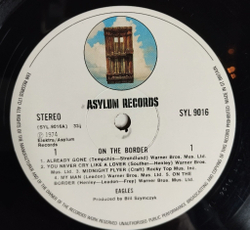 ASYLUM RECORDS
STEREO
SYL 9016
(SYL 9016A)
℗ 1974
Elektra/Asylum
Records
ON THE BORDER
1 1
1. ALREADY GONE (Tempchin-Strandlund) Warner Bros. Mus. Ltd.
2. YOU NEVER CRY LIKE A LOVER (Souther-Henley) Warner Bros.
Mus. Ltd. 3. MIDNIGHT FLYER (Craft) Rocky Top Mus. Inc.
4. MY MAN (Leadon) Warner Bros. Mus. Ltd. 5. ON THE
BORDER (Henley-Leadon-Frey) Warner Bros. Mus. Ltd.
EAGLES
Produced by Bill Szymczyk